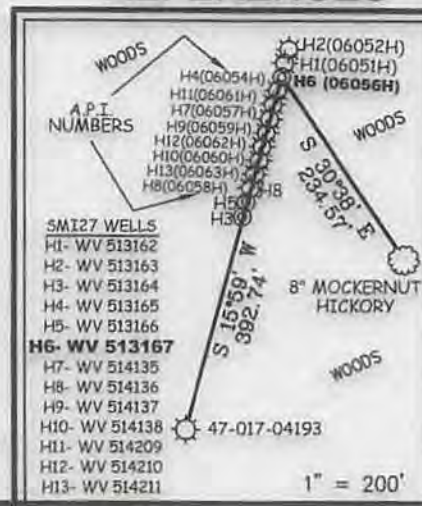 WOODS
H2(06052H)
H1(06051H)
H6 (06056H)
H4(06054H)
H11(06061H)
H7(06057H)
H9(06059H)
H12(06062H)
H10(06060H)
H13(06063H)
H8(06058H)
A.P.I.
NUMBERS
WOODS
H8
H5
H3
S 30°38' E
234.57'
S 15°59' W
392.74'
8" MOCKERNUT
HICKORY
WOODS
SMI27 WELLS
H1- WV 513162
H2- WV 513163
H3- WV 513164
H4- WV 513165
H5- WV 513166
H6- WV 513167
H7- WV 514135
H8- WV 514136
H9- WV 514137
H10- WV 514138
H11- WV 514209
H12- WV 514210
H13- WV 514211
47-017-04193
1" = 200'